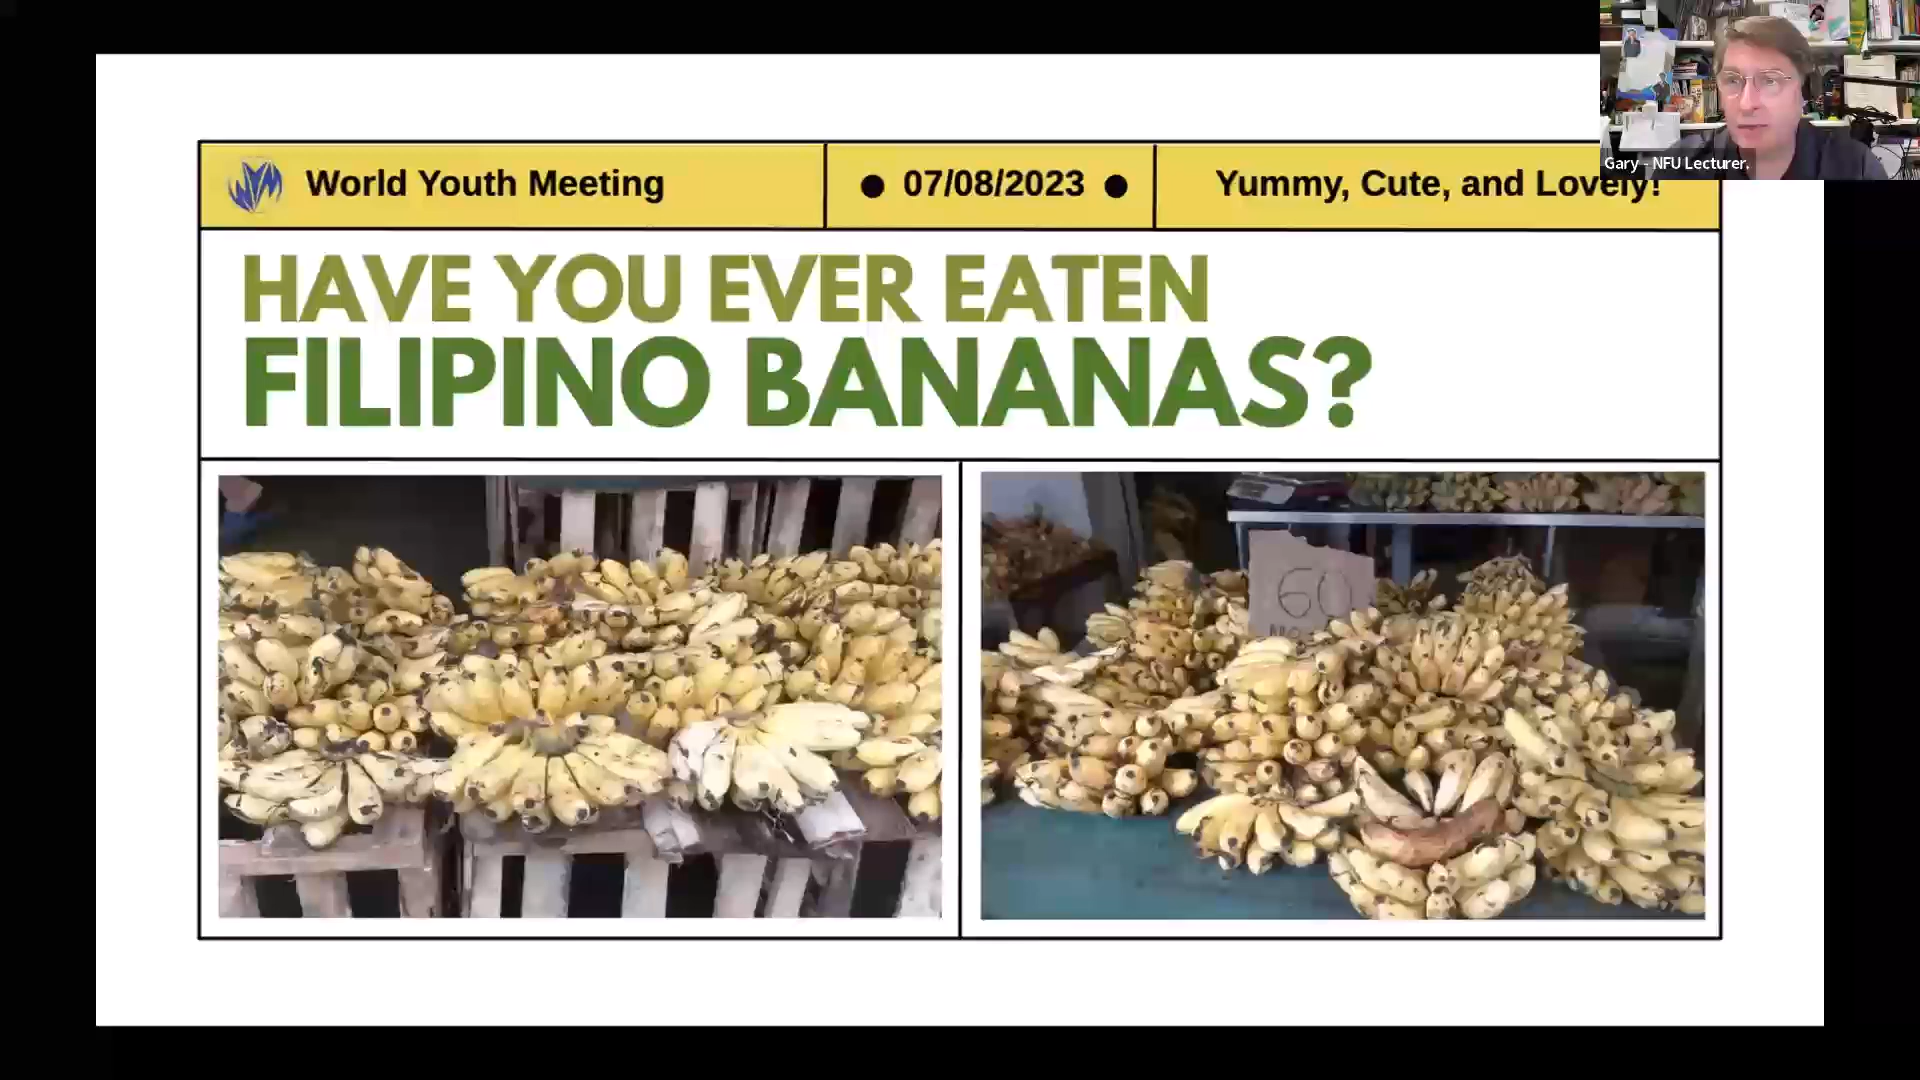 World Youth Meeting
● 07/08/2023 ●
Yummy, Cute, and Lovely!
Gary - NFU Lecturer.
HAVE YOU EVER EATEN
FILIPINO BANANAS?
WYM
60